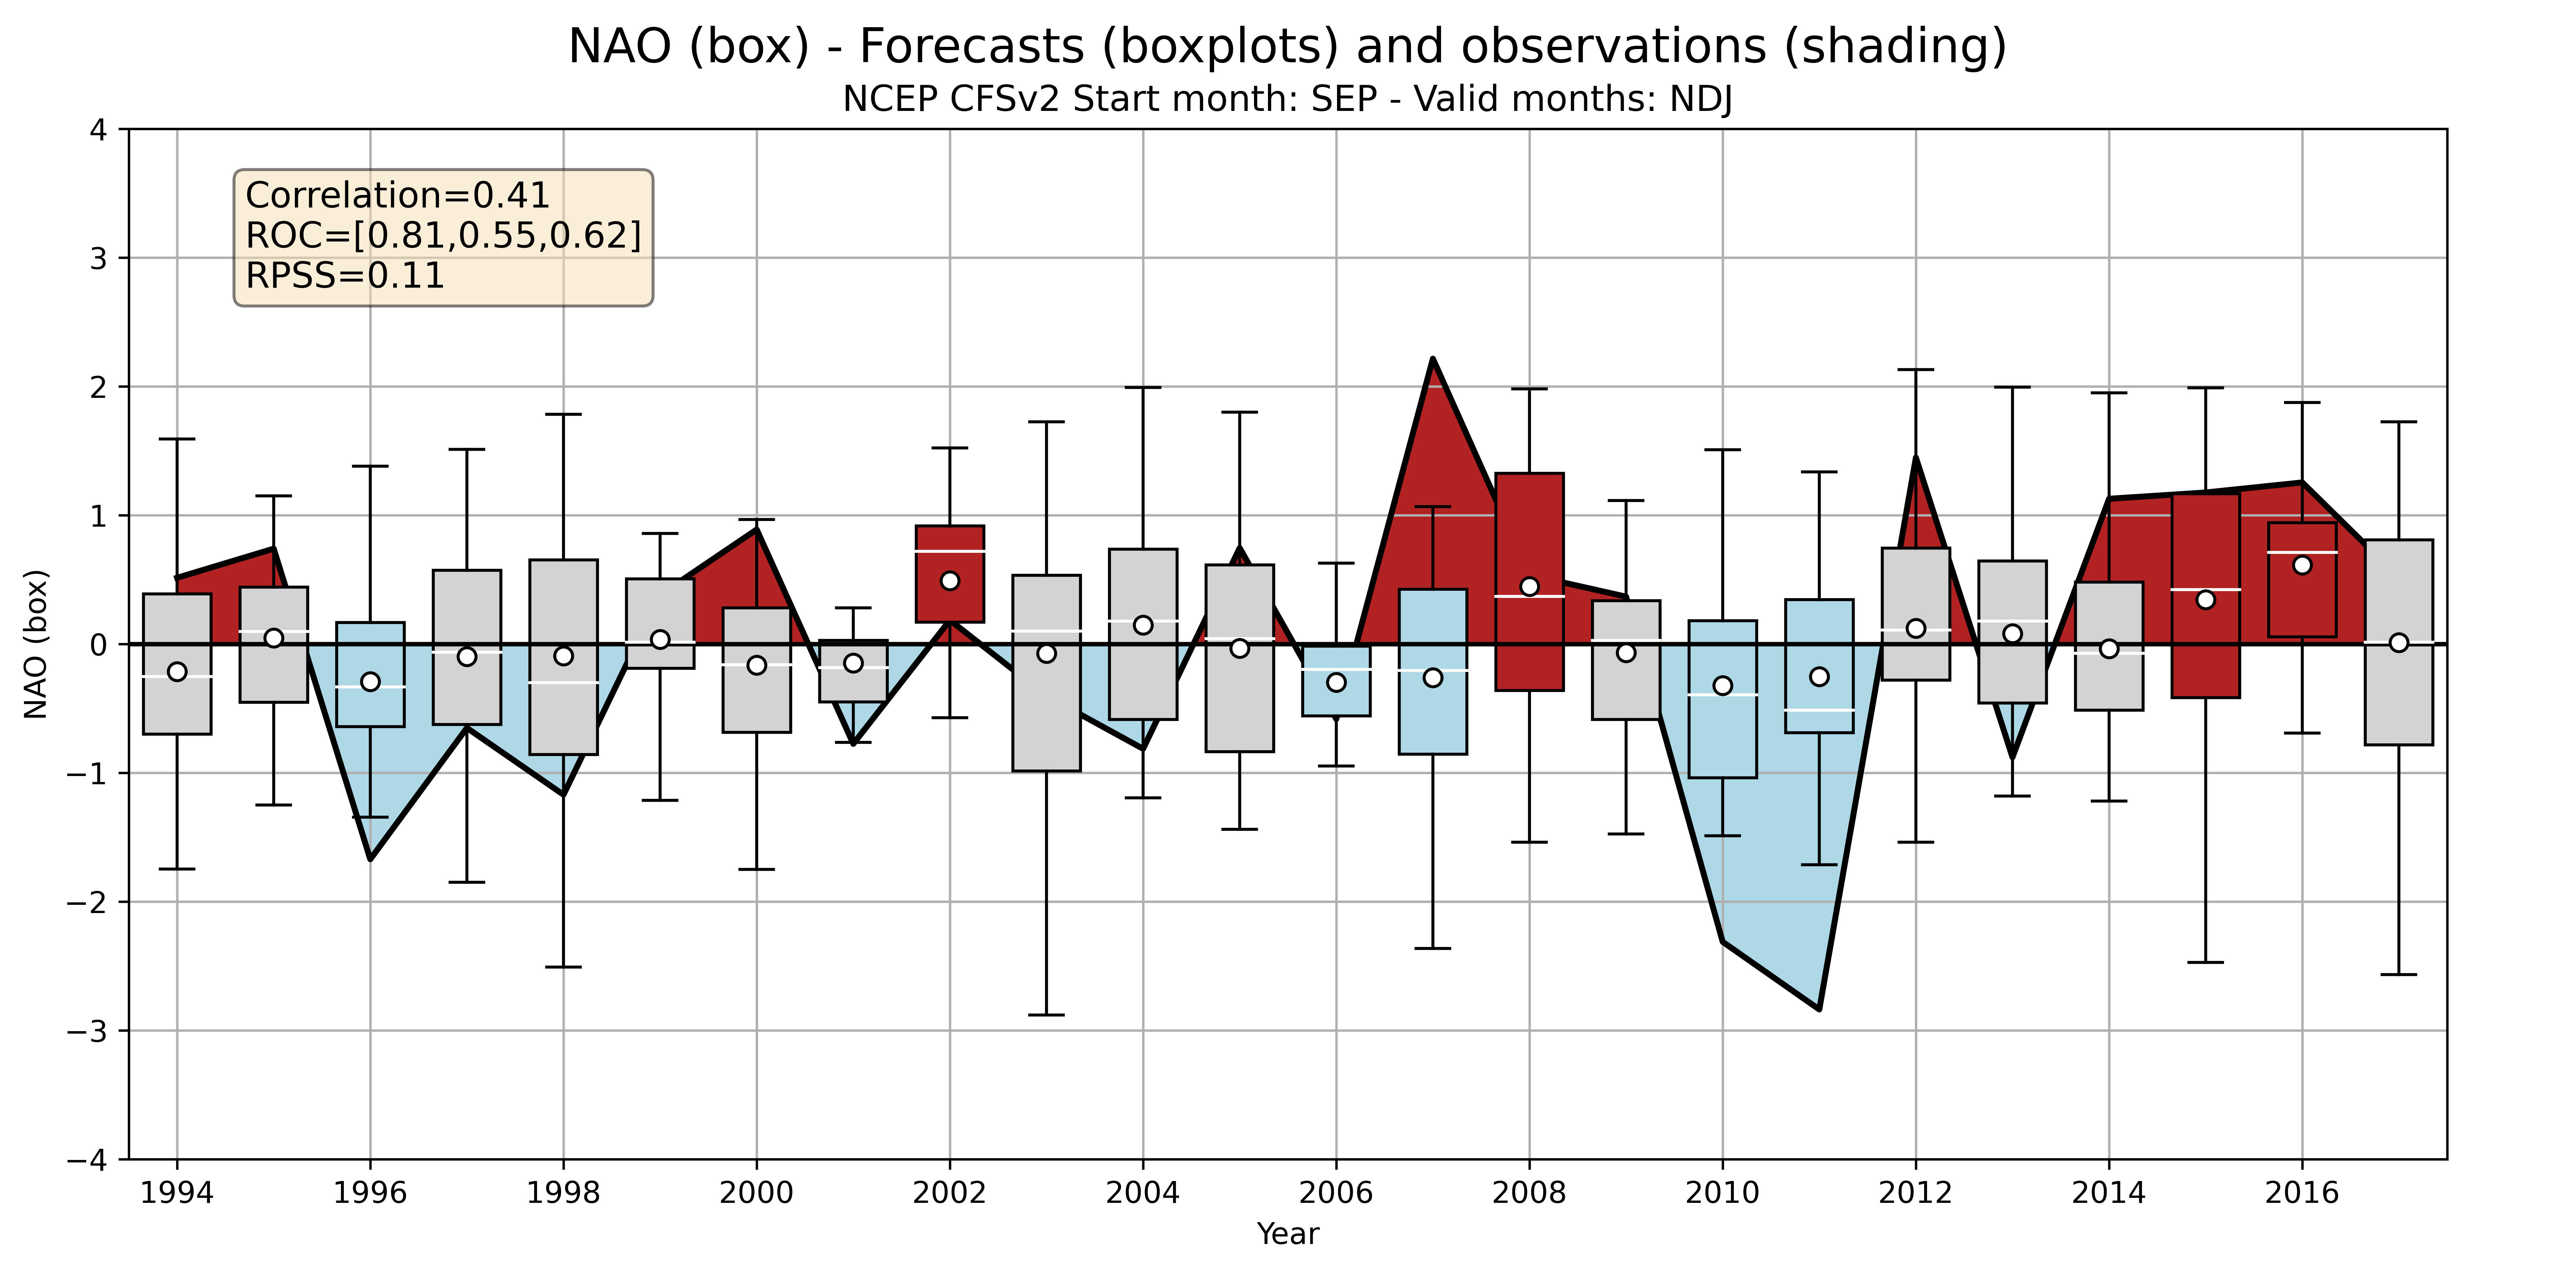 NAO (box) - Forecasts (boxplots) and observations (shading)
NCEP CFSv2 Start month: SEP - Valid months: NDJ
Correlation=0.41
ROC=[0.81,0.55,0.62]
RPSS=0.11
NAO (box)
4
3
2
1
0
−1
−2
−3
−4
1994 1996 1998 2000 2002 2004 2006 2008 2010 2012 2014 2016
Year